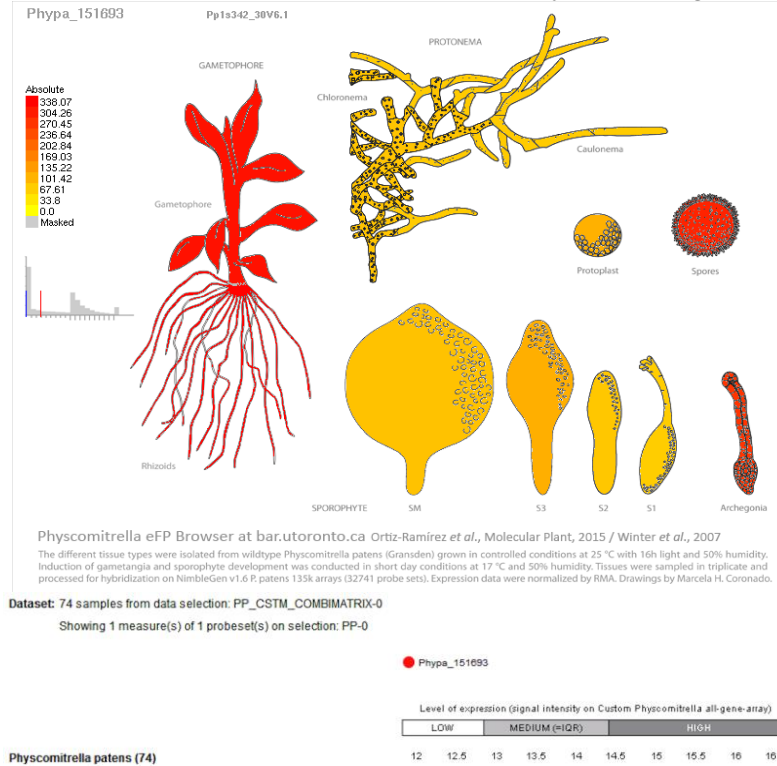 Phypa_151693
Pp1s342_30V6.1
PROTONEMA
GAMETOPHORE
Absolute
338.07
304.26
270.45
236.64
202.84
169.03
135.22
101.42
67.61
33.8
0.0
Masked
Chloronema
Caulonema
Gametophore
Protoplast
Spores
Rhizoids
SPOROPHYTE
SM
S3
S2
S1
Archegonia
Physcomitrella eFP Browser at bar.utoronto.ca Ortiz-Ramírez et al., Molecular Plant, 2015 / Winter et al., 2007
The different tissue types were isolated from wildtype Physcomitrella patens (Gransden) grown in controlled conditions at 25 °C with 16h light and 50% humidity.
Induction of gametangia and sporophyte development was conducted in short day conditions at 17 °C and 50% humidity. Tissues were sampled in triplicate and
processed for hybridization on NimbleGen v1.6 P. patens 135k arrays (32741 probe sets). Expression data were normalized by RMA. Drawings by Marcela H. Coronado.
Dataset: 74 samples from data selection: PP_CSTM_COMBIMATRIX-0
Showing 1 measure(s) of 1 probeset(s) on selection: PP-0
Phypa_151693
Level of expression (signal intensity on Custom Physcomitrella all-gene-array)
LOW MEDIUM (=IQR) HIGH
Physcomitrella patens (74) 12 12.5 13 13.5 14 14.5 15 15.5 16 16